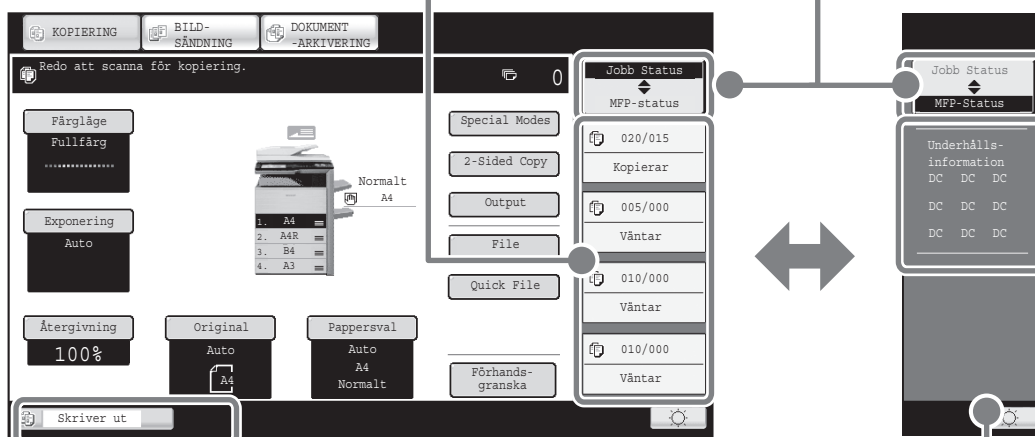 KOPIERING
BILD-
SÄNDNING
DOKUMENT
-ARKIVERING
Redo att scanna för kopiering.
0
Färgläge
Fullfärg
Exponering
Auto
Normalt
A4
1. A4
2. A4R
3. B4
4. A3
Återgivning
100%
Original
Auto
A4
Pappersval
Auto
A4
Normalt
Special Modes
2-Sided Copy
Output
File
Quick File
Förhands-
granska
Skriver ut
Jobb Status
MFP-status
020/015
Kopierar
005/000
Väntar
010/000
Väntar
010/000
Väntar
Jobb Status
MFP-Status
Underhålls-
information
DC DC DC
DC DC DC
DC DC DC